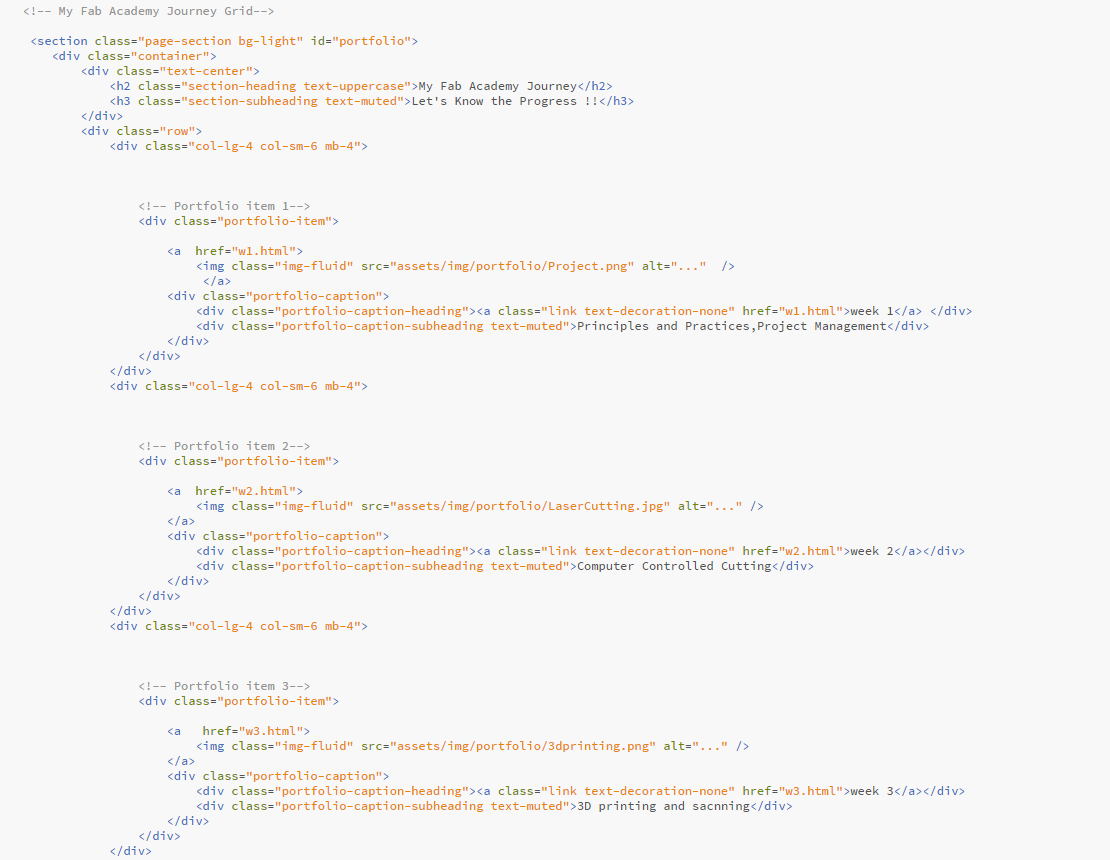 <!-- My Fab Academy Journey Grid-->
<section class="page-section bg-light" id="portfolio">
<div class="container">
<div class="text-center">
<h2 class="section-heading text-uppercase">My Fab Academy Journey</h2>
<h3 class="section-subheading text-muted">Let's Know the Progress !!</h3>
</div>
<div class="row">
<div class="col-lg-4 col-sm-6 mb-4">
<!-- Portfolio item 1-->
<div class="portfolio-item">
<a  href="w1.html">
<img class="img-fluid" src="assets/img/portfolio/Project.png" alt="..."  />
</a>
<div class="portfolio-caption">
<div class="portfolio-caption-heading"><a class="link text-decoration-none" href="w1.html">week 1</a> </div>
<div class="portfolio-caption-subheading text-muted">Principles and Practices,Project Management</div>
</div>
</div>
</div>
<div class="col-lg-4 col-sm-6 mb-4">
<!-- Portfolio item 2-->
<div class="portfolio-item">
<a  href="w2.html">
<img class="img-fluid" src="assets/img/portfolio/LaserCutting.jpg" alt="..." />
</a>
<div class="portfolio-caption">
<div class="portfolio-caption-heading"><a class="link text-decoration-none" href="w2.html">week 2</a></div>
<div class="portfolio-caption-subheading text-muted">Computer Controlled Cutting</div>
</div>
</div>
</div>
<div class="col-lg-4 col-sm-6 mb-4">
<!-- Portfolio item 3-->
<div class="portfolio-item">
<a   href="w3.html">
<img class="img-fluid" src="assets/img/portfolio/3dprinting.png" alt="..." />
</a>
<div class="portfolio-caption">
<div class="portfolio-caption-heading"><a class="link text-decoration-none" href="w3.html">week 3</a></div>
<div class="portfolio-caption-subheading text-muted">3D printing and sacnning</div>
</div>
</div>
</div>